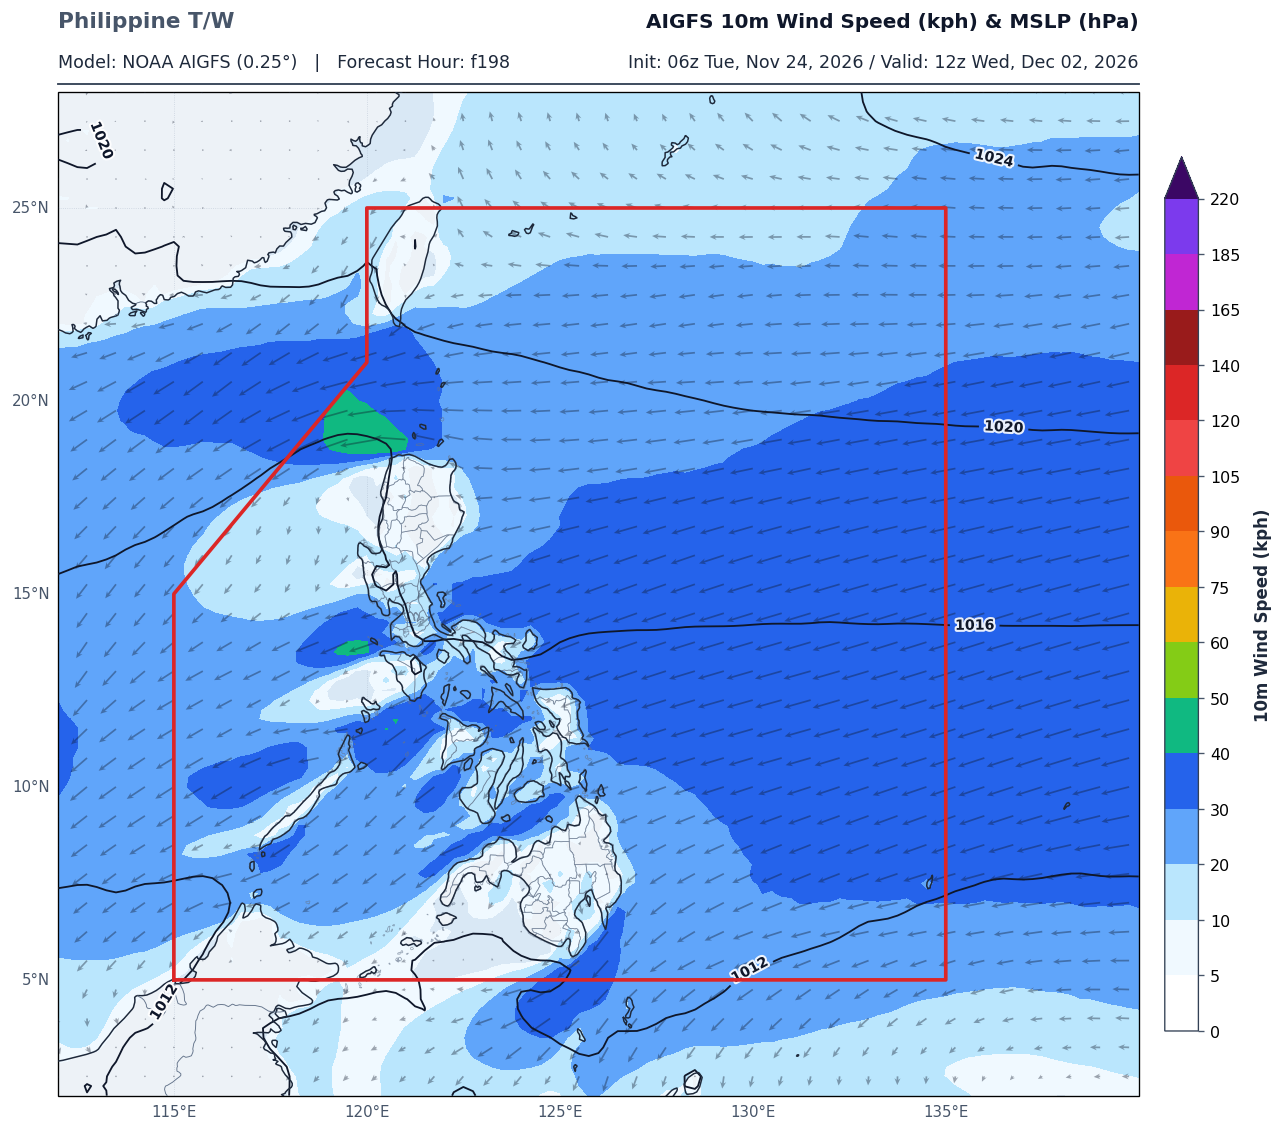 Philippine T/W
AIGFS 10m Wind Speed (kph) & MSLP (hPa)
Model: NOAA AIGFS (0.25°) | Forecast Hour: f198
Init: 06z Tue, Nov 24, 2026 / Valid: 12z Wed, Dec 02, 2026
1020
1024
1020
1016
1012
1012
25°N
20°N
15°N
10°N
5°N
115°E
120°E
125°E
130°E
135°E
220
185
165
140
120
105
90
75
60
50
40
30
20
10
5
0
10m Wind Speed (kph)